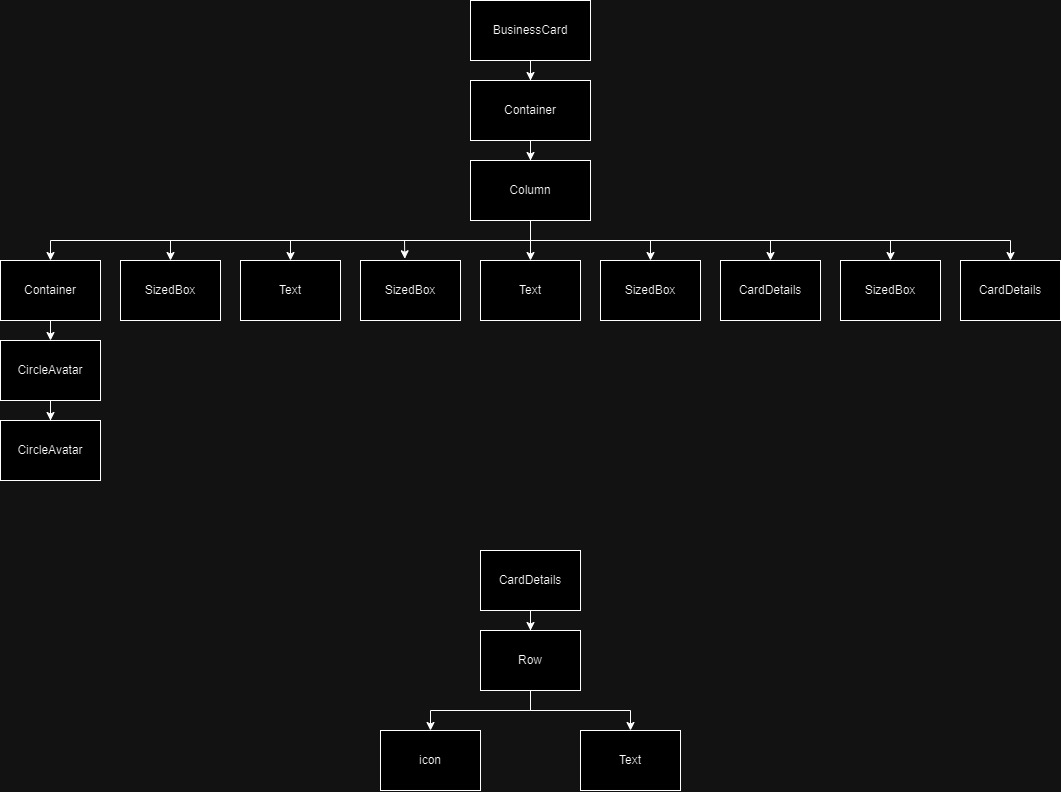 BusinessCard
Container
Column
Container
SizedBox
Text
SizedBox
Text
SizedBox
CardDetails
SizedBox
CardDetails
CircleAvatar
CircleAvatar
CardDetails
Row
icon
Text